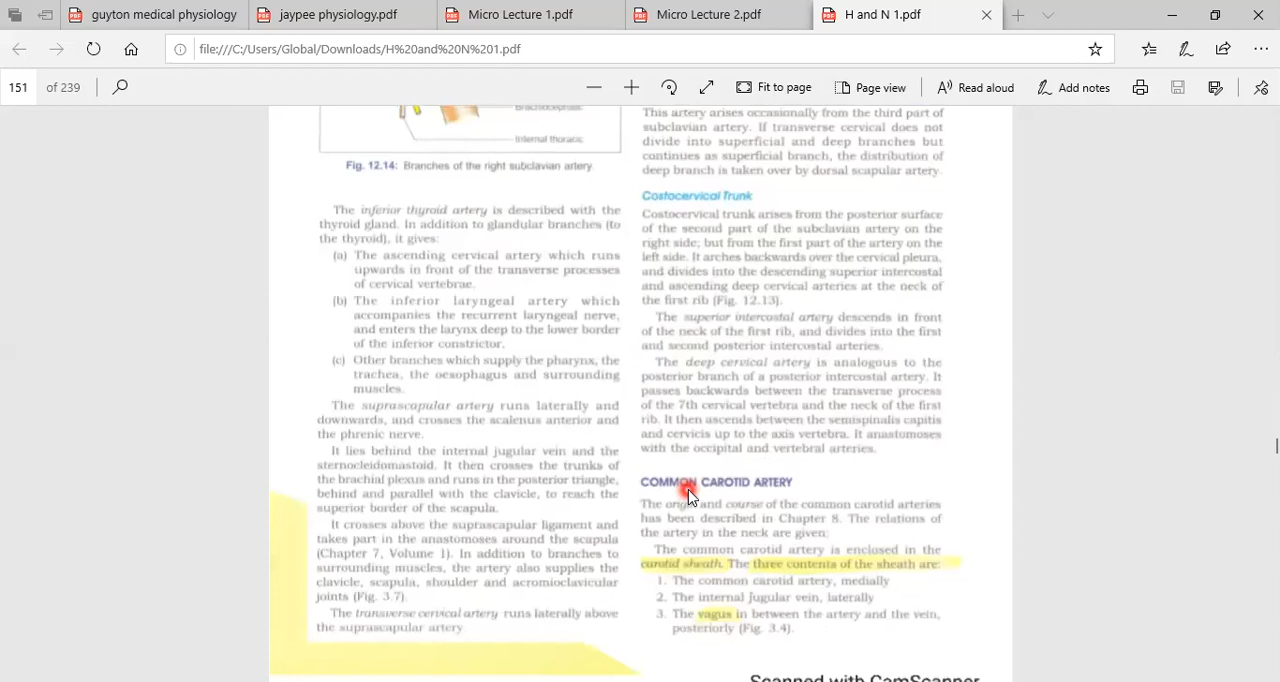 guyton medical physiology
jaypee physiology.pdf
Micro Lecture 1.pdf
Micro Lecture 2.pdf
H and N 1.pdf
file:///C:/Users/Global/Downloads/H%20and%20N%201.pdf
151 of 239
Fit to page
Page view
Read aloud
Add notes
Brachiocephalic
Internal thoracic
Fig. 12.14: Branches of the right subclavian artery.
The inferior thyroid artery is described with the
thyroid gland. In addition to glandular branches (to
the thyroid), it gives:
(a) The ascending cervical artery which runs
upwards in front of the transverse processes
of cervical vertebrae.
(b) The inferior laryngeal artery which
accompanies the recurrent laryngeal nerve,
and enters the larynx deep to the lower border
of the inferior constrictor.
(c) Other branches which supply the pharynx, the
trachea, the oesophagus and surrounding
muscles.
The suprascapular artery runs laterally and
downwards, and crosses the scalenus anterior and
the phrenic nerve.
It lies behind the internal jugular vein and the
sternocleidomastoid. It then crosses the trunks of
the brachial plexus and runs in the posterior triangle,
behind and parallel with the clavicle, to reach the
superior border of the scapula.
It crosses above the suprascapular ligament and
takes part in the anastomoses around the scapula
(Chapter 7, Volume 1). In addition to branches to
surrounding muscles, the artery also supplies the
clavicle, scapula, shoulder and acromioclavicular
joints (Fig. 3.7).
The transverse cervical artery runs laterally above
the suprascapular artery
This artery arises occasionally from the third part of
subclavian artery. If transverse cervical does not
divide into superficial and deep branches but
continues as superficial branch, the distribution of
deep branch is taken over by dorsal scapular artery.
Costocervical Trunk
Costocervical trunk arises from the posterior surface
of the second part of the subclavian artery on the
right side; but from the first part of the artery on the
left side. It arches backwards over the cervical pleura,
and divides into the descending superior intercostal
and ascending deep cervical arteries at the neck of
the first rib (Fig. 12.13).
The superior intercostal artery descends in front
of the neck of the first rib, and divides into the first
and second posterior intercostal arteries.
The deep cervical artery is analogous to the
posterior branch of a posterior intercostal artery. It
passes backwards between the transverse process
of the 7th cervical vertebra and the neck of the first
rib. It then ascends between the semispinalis capitis
and cervicis up to the axis vertebra. It anastomoses
with the occipital and vertebral arteries.
COMMON CAROTID ARTERY
The origin and course of the common carotid arteries
has been described in Chapter 8. The relations of
the artery in the neck are given:
The common carotid artery is enclosed in the
carotid sheath. The three contents of the sheath are:
1. The common carotid artery, medially
2. The internal jugular vein, laterally
3. The vagus in between the artery and the vein,
posteriorly (Fig. 3.4).
Scanned with CamScanner